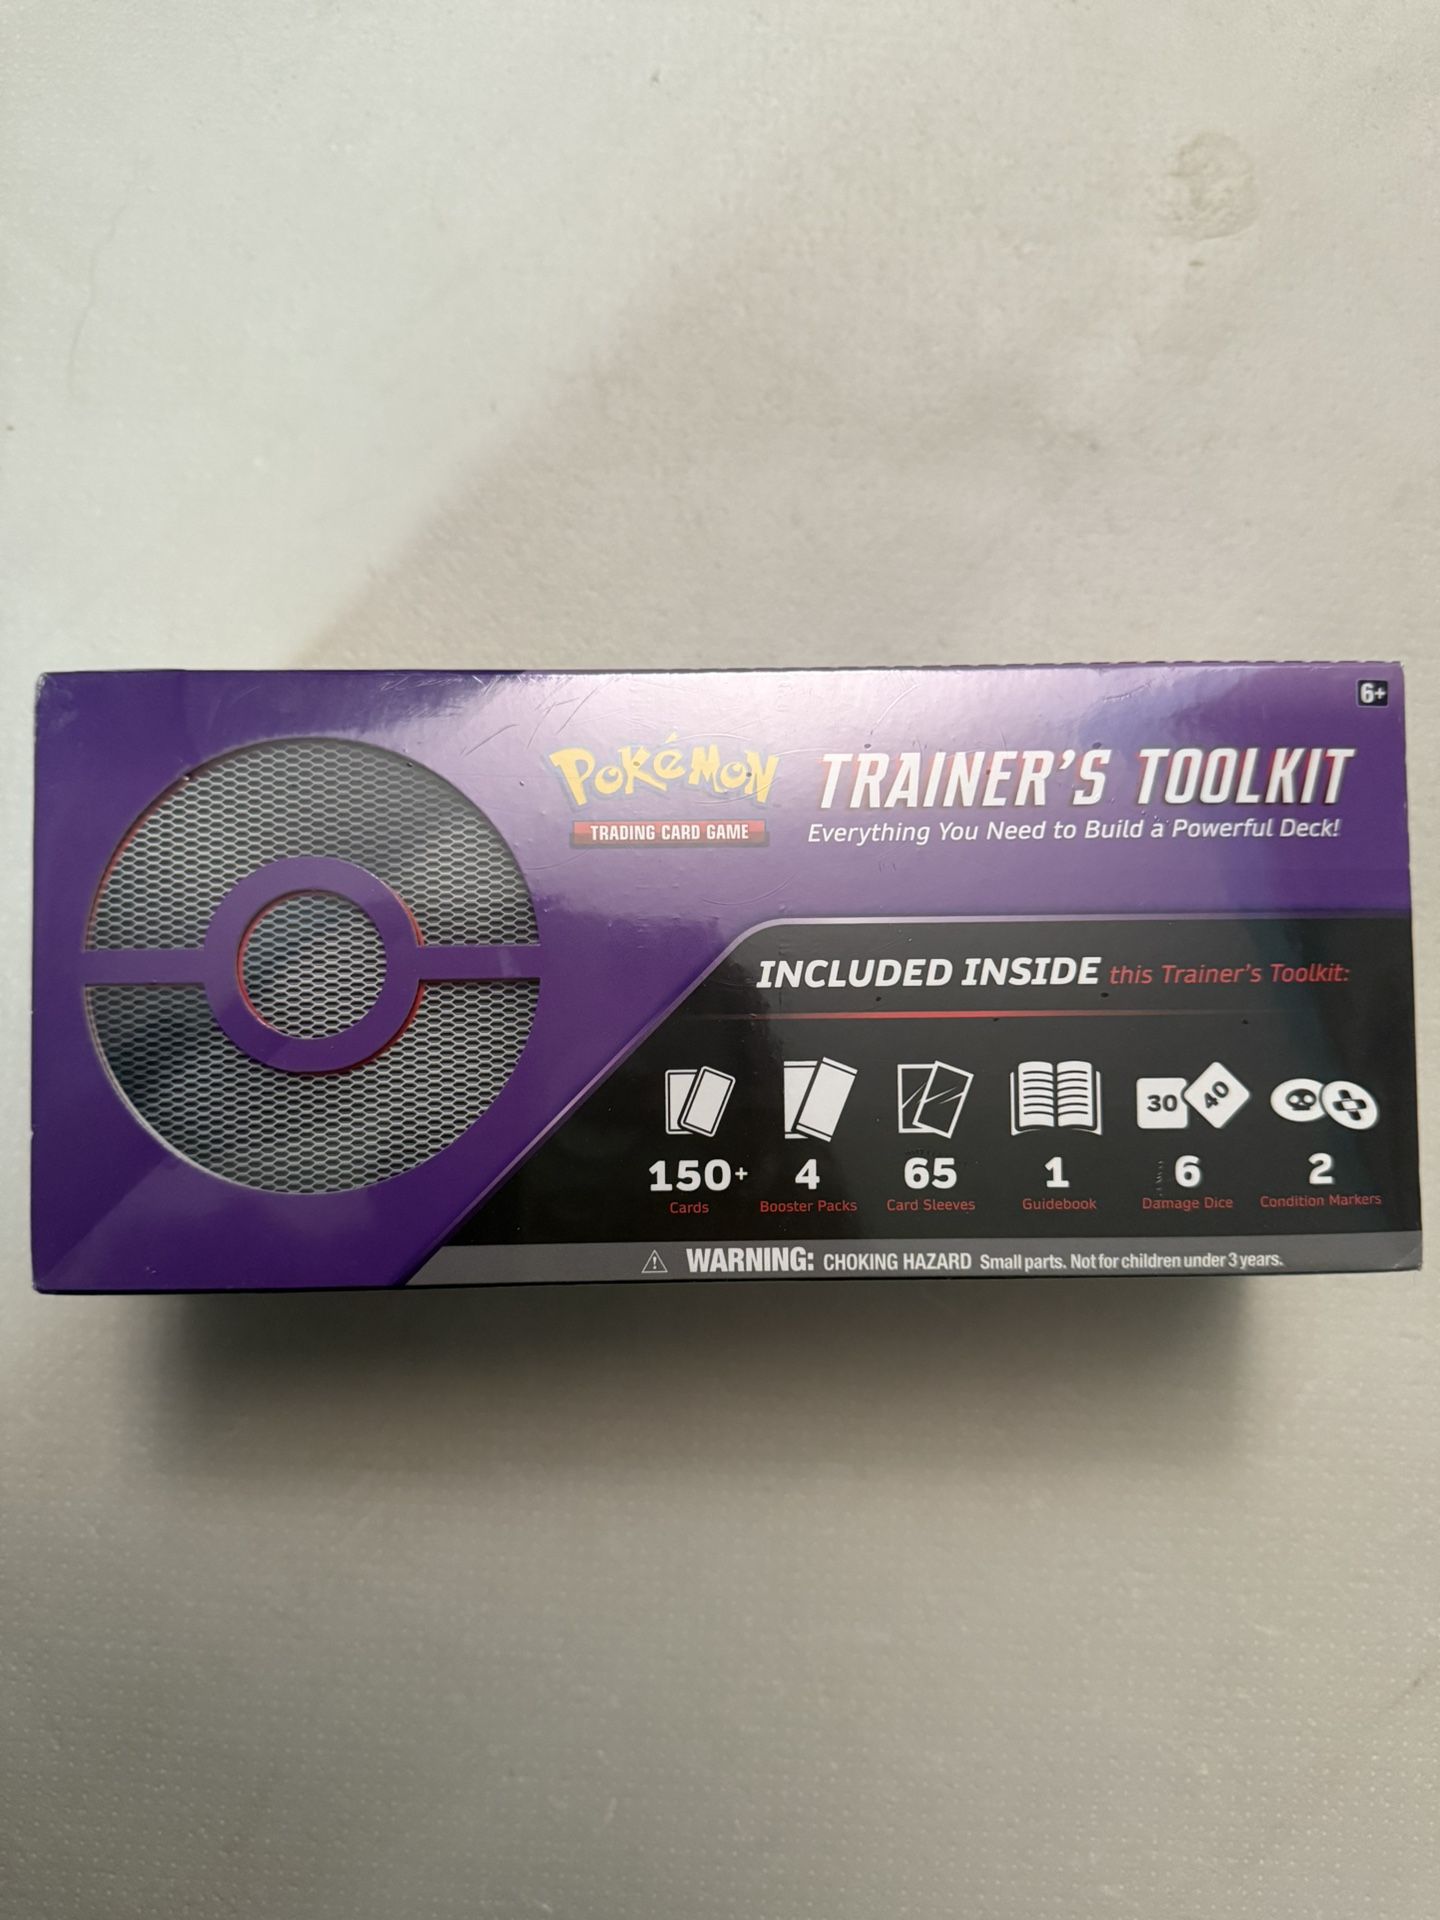 6+
POKéMON TRAINER'S TOOLKIT
TRADING CARD GAME
Everything You Need to Build a Powerful Deck!
INCLUDED INSIDE this Trainer's Toolkit:
30 40
150+ 4 65 1 6 2
Cards Booster Packs Card Sleeves Guidebook Damage Dice Condition Markers
WARNING: CHOKING HAZARD Small parts. Not for children under 3 years.